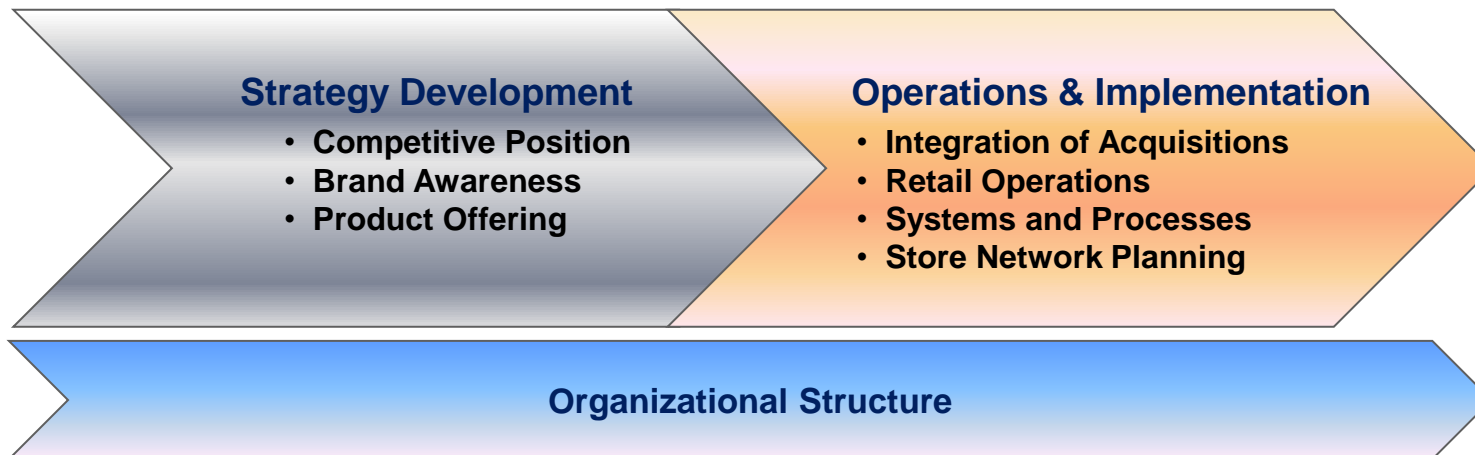 Strategy Development
• Competitive Position
• Brand Awareness
• Product Offering
Operations & Implementation
• Integration of Acquisitions
• Retail Operations
• Systems and Processes
• Store Network Planning
Organizational Structure